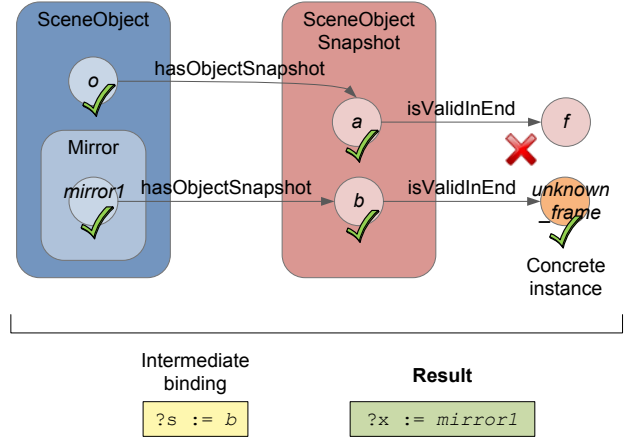 SceneObject
SceneObject
Snapshot
o
hasObjectSnapshot
a
isValidInEnd
f
Mirror
mirror1
hasObjectSnapshot
b
isValidInEnd
unknown
_frame
Concrete
instance
Intermediate
binding
Result
?s := b
?x := mirror1